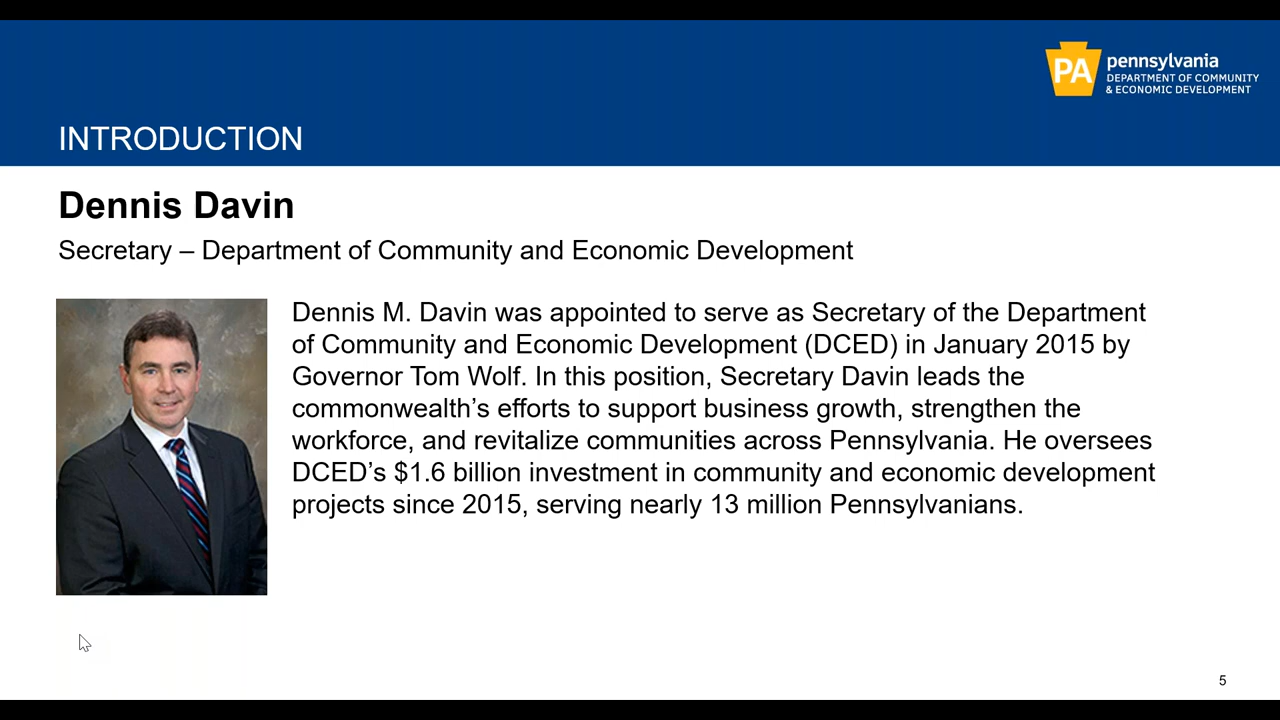 PA pennsylvania
DEPARTMENT OF COMMUNITY
& ECONOMIC DEVELOPMENT
INTRODUCTION
Dennis Davin
Secretary – Department of Community and Economic Development
Dennis M. Davin was appointed to serve as Secretary of the Department
of Community and Economic Development (DCED) in January 2015 by
Governor Tom Wolf. In this position, Secretary Davin leads the
commonwealth’s efforts to support business growth, strengthen the
workforce, and revitalize communities across Pennsylvania. He oversees
DCED’s $1.6 billion investment in community and economic development
projects since 2015, serving nearly 13 million Pennsylvanians.
5